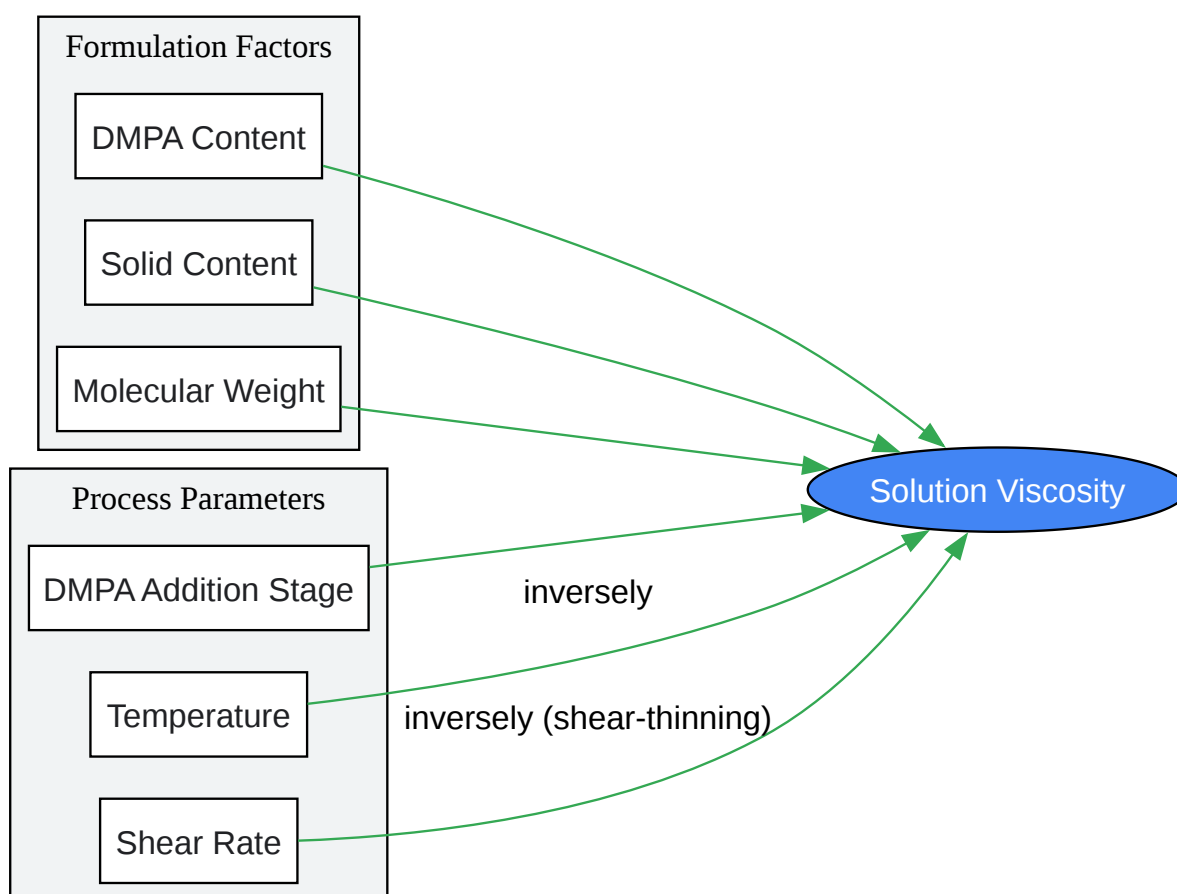 Formulation Factors
DMPA Content
Solid Content
Molecular Weight
Process Parameters
DMPA Addition Stage
Temperature
Shear Rate
inversely
inversely (shear-thinning)
Solution Viscosity